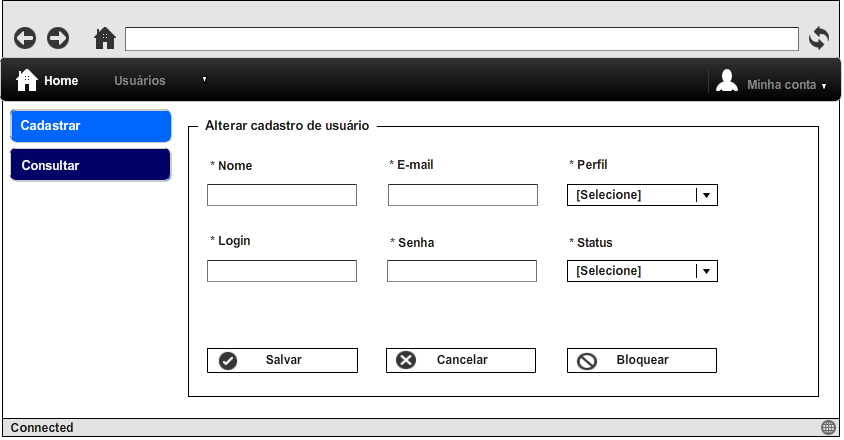 Home Usuários Minha conta
Cadastrar
Consultar
Alterar cadastro de usuário
* Nome * E-mail * Perfil
[Selecione]
* Login * Senha * Status
[Selecione]
Salvar Cancelar Bloquear
Connected